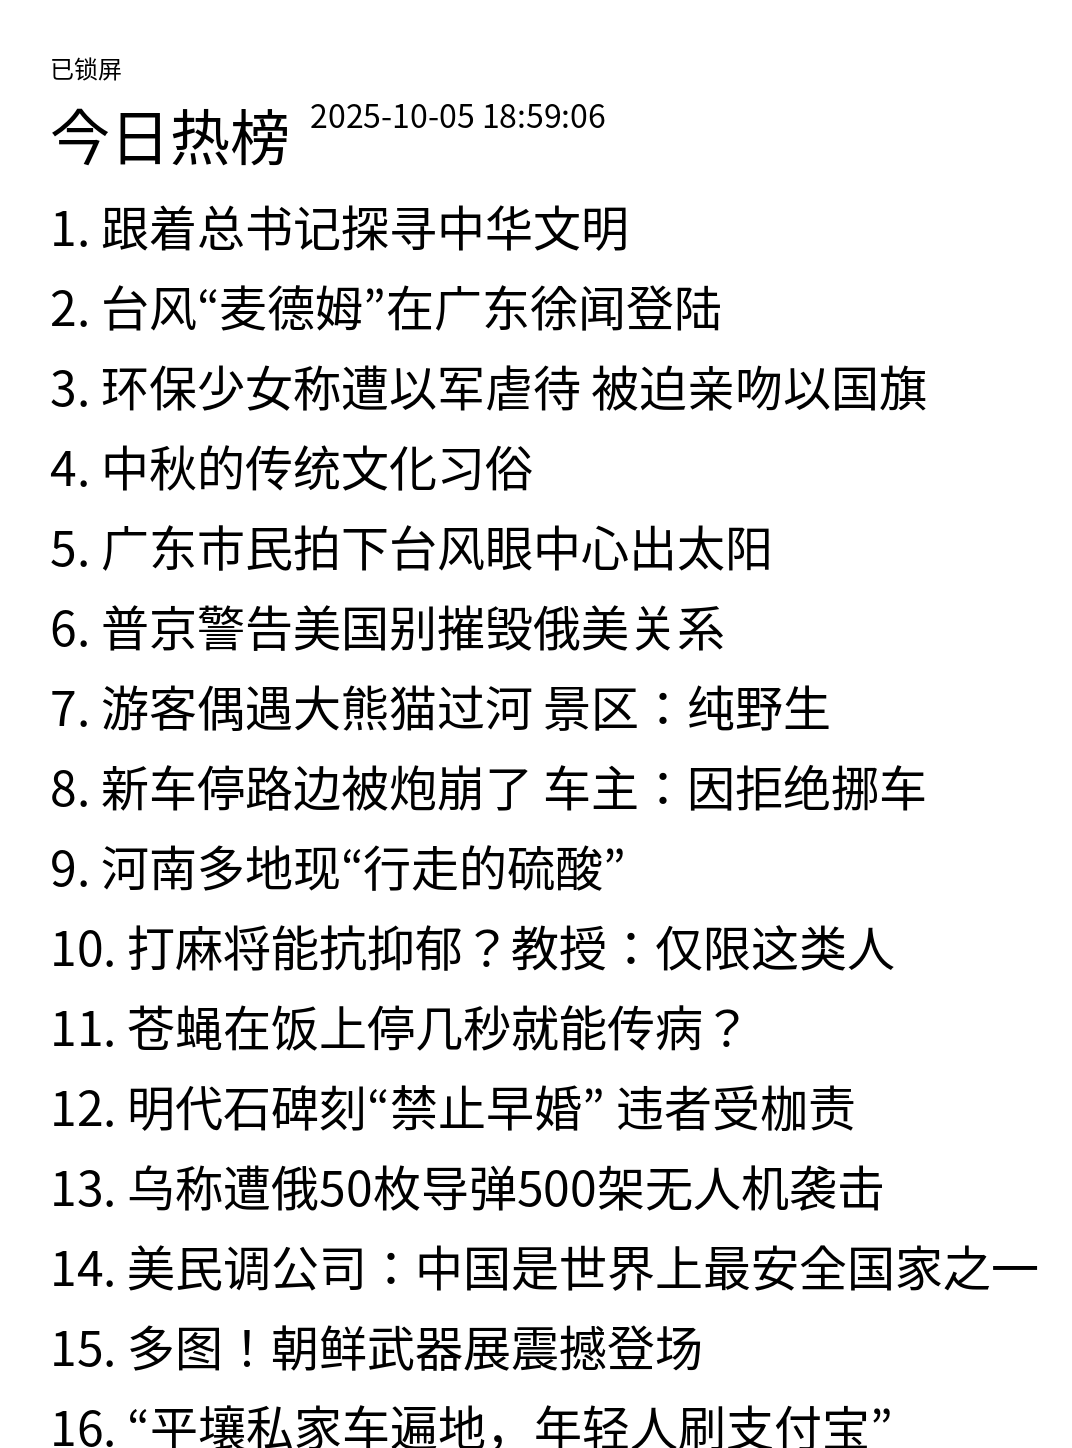 已锁屏
今日热榜 2025-10-05 18:59:06
1. 跟着总书记探寻中华文明
2. 台风“麦德姆”在广东徐闻登陆
3. 环保少女称遭以军虐待 被迫亲吻以国旗
4. 中秋的传统文化习俗
5. 广东市民拍下台风眼中心出太阳
6. 普京警告美国别摧毁俄美关系
7. 游客偶遇大熊猫过河 景区：纯野生
8. 新车停路边被炮崩了 车主：因拒绝挪车
9. 河南多地现“行走的硫酸”
10. 打麻将能抗抑郁？教授：仅限这类人
11. 苍蝇在饭上停几秒就能传病？
12. 明代石碑刻“禁止早婚” 违者受枷责
13. 乌称遭俄50枚导弹500架无人机袭击
14. 美民调公司：中国是世界上最安全国家之一
15. 多图！朝鲜武器展震撼登场
16. “平壤私家车遍地，年轻人刷支付宝”